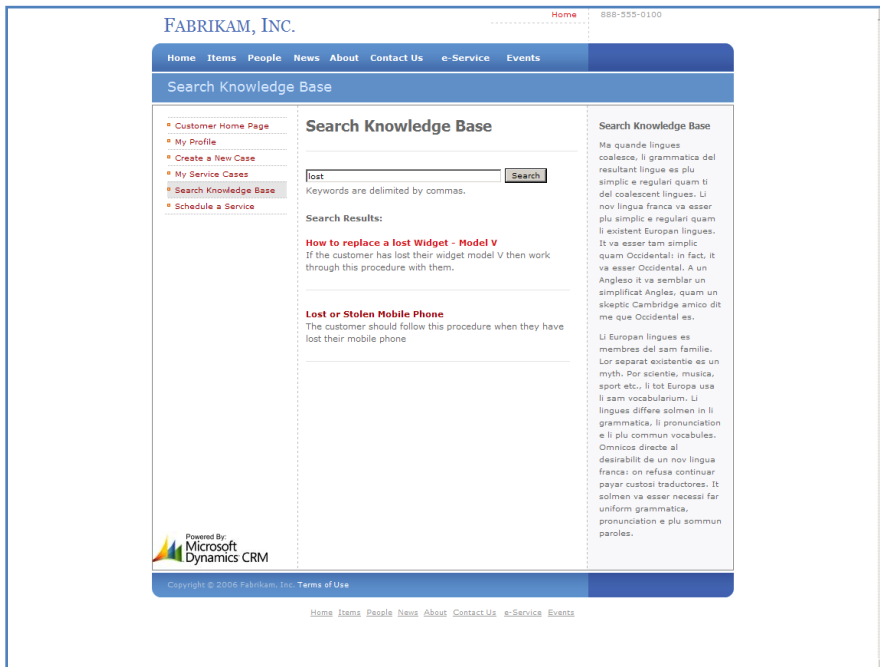 FABRIKAM, INC.
Home
888-555-0100
Home Items People News About Contact Us e-Service Events
Search Knowledge Base
Customer Home Page
My Profile
Create a New Case
My Service Cases
Search Knowledge Base
Schedule a Service
Search Knowledge Base
lost
Search
Keywords are delimited by commas.
Search Results:
How to replace a lost Widget - Model V
If the customer has lost their widget model V then work
through this procedure with them.
Lost or Stolen Mobile Phone
The customer should follow this procedure when they have
lost their mobile phone
Search Knowledge Base
Ma quande lingues
coalesce, li grammatica del
resultant lingue es plu
simplic e regulari quam ti
del coalescent lingues. Li
nov lingua franca va esser
plu simplic e regulari quam
li existent Europan lingues.
It va esser tam simplic
quam Occidental: in fact, it
va esser Occidental. A un
Angleso it va semblar un
simplificat Angles, quam un
skeptic Cambridge amico dit
me que Occidental es.
Li Europan lingues es
membres del sam familie.
Lor separat existentie es un
myth. Por scientie, musica,
sport etc., li tot Europa usa
li sam vocabularium. Li
lingues differe solmen in li
grammatica, li pronunciation
e li plu commun vocabules.
Omnicos directe al
desirabilit de un nov lingua
franca: on refusa continuar
payar custosi traductores. It
solmen va esser necessi far
uniform grammatica,
pronunciation e plu sommun
paroles.
Powered By:
Microsoft
Dynamics CRM
Copyright © 2006 Fabrikam, Inc. Terms of Use
Home Items People News About Contact Us e-Service Events